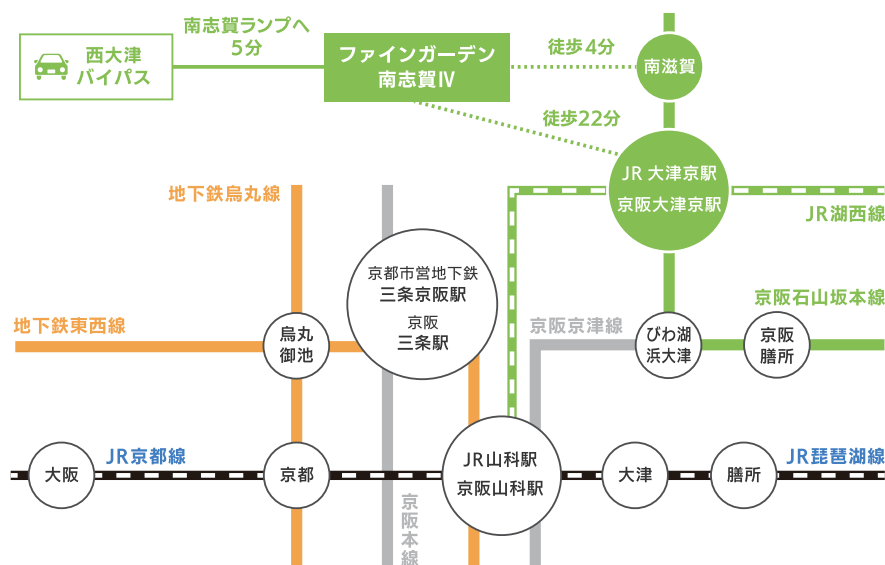 南志賀ランプへ
5分
西大津
バイパス
ファインガーデン
南志賀Ⅳ
徒歩4分
南滋賀
徒歩22分
JR 大津京駅
京阪大津京駅
地下鉄烏丸線
JR湖西線
京都市営地下鉄
三条京阪駅
京阪
三条駅
京阪石山坂本線
地下鉄東西線
京阪京津線
烏丸
御池
びわ湖
浜大津
京阪
膳所
JR京都線
JR琵琶湖線
大阪
京都
JR山科駅
京阪山科駅
大津
膳所
京阪本線